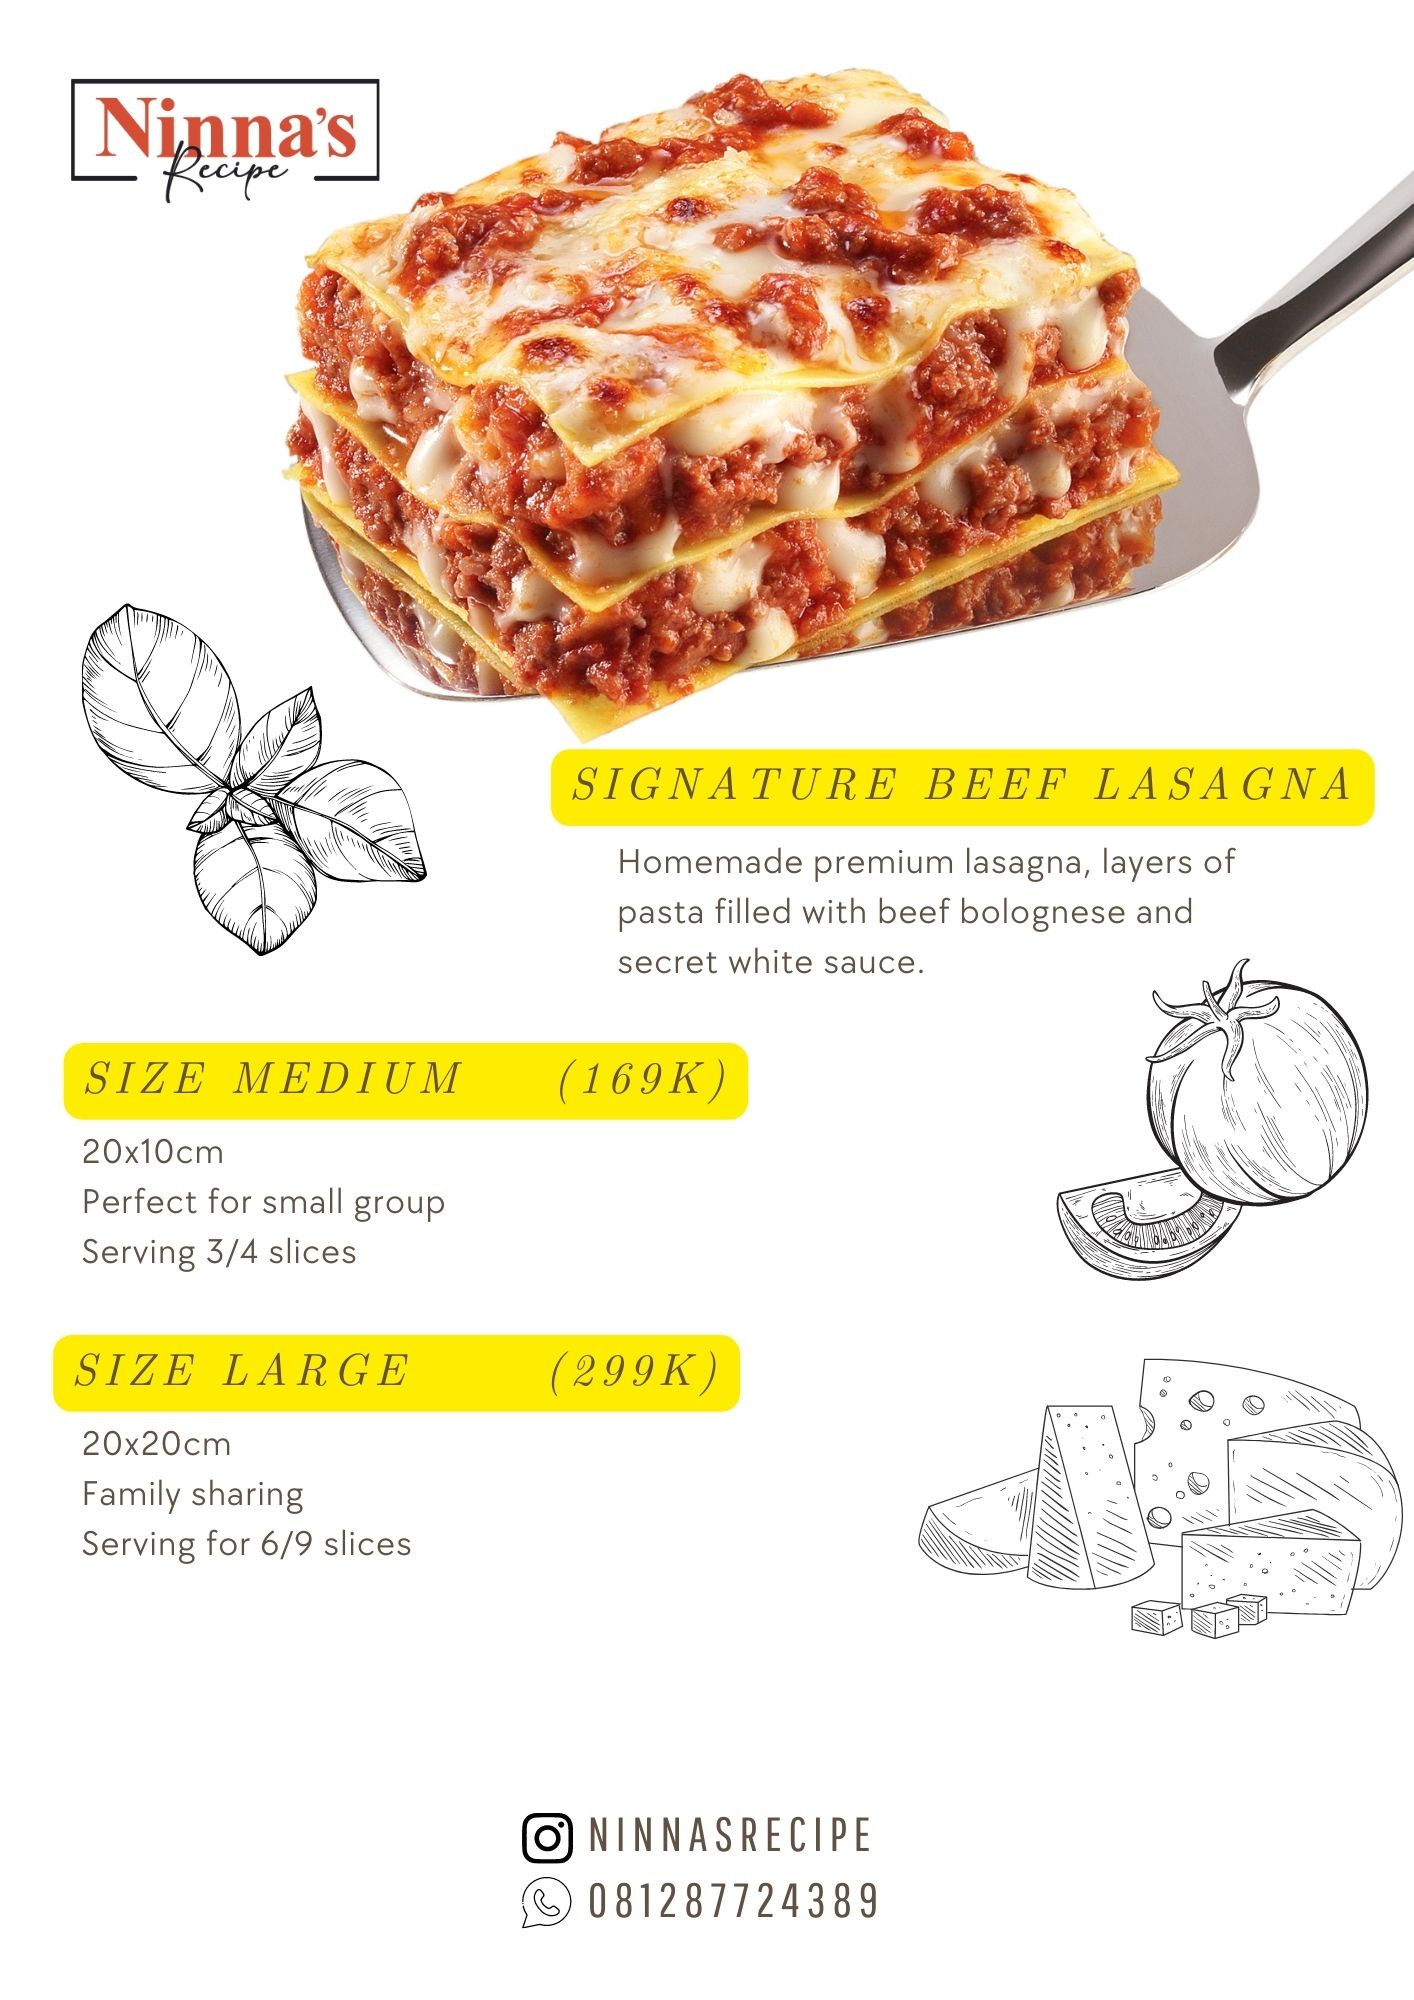 Ninna's
Recipe
SIGNATURE BEEF LASAGNA
Homemade premium lasagna, layers of
pasta filled with beef bolognese and
secret white sauce.
SIZE MEDIUM (169K)
20x10cm
Perfect for small group
Serving 3/4 slices
SIZE LARGE (299K)
20x20cm
Family sharing
Serving for 6/9 slices
NINNASRECIPE
081287724389